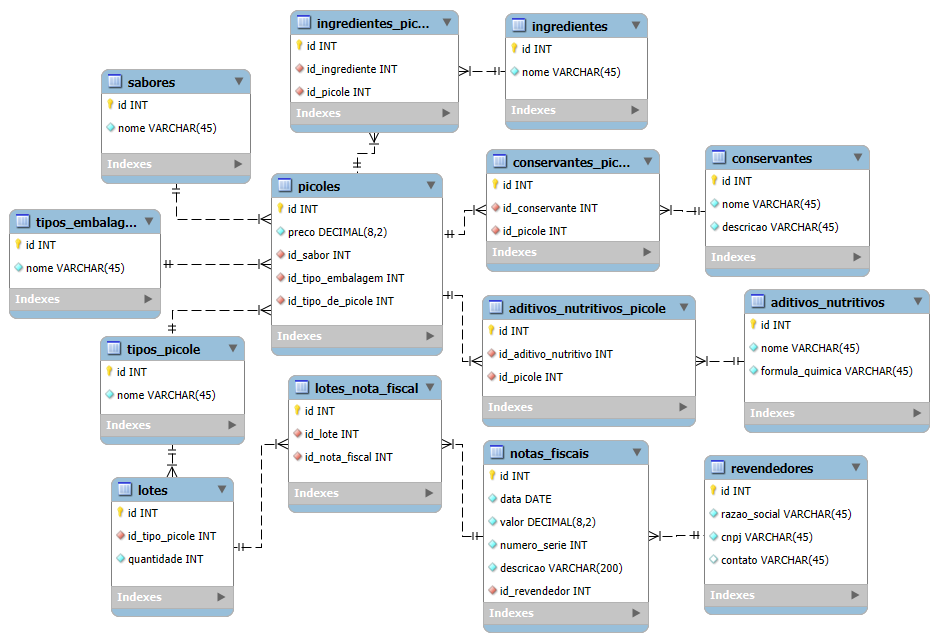 ingredientes_pic...
id INT
id_ingrediente INT
id_picole INT
Indexes
ingredientes
id INT
nome VARCHAR(45)
Indexes
sabores
id INT
nome VARCHAR(45)
Indexes
picoles
id INT
preco DECIMAL(8,2)
id_sabor INT
id_tipo_embalagem INT
id_tipo_de_picole INT
Indexes
conservantes_pic...
id INT
id_conservante INT
id_picole INT
Indexes
conservantes
id INT
nome VARCHAR(45)
descricao VARCHAR(45)
Indexes
tipos_embalag...
id INT
nome VARCHAR(45)
Indexes
aditivos_nutritivos_picole
id INT
id_aditivo_nutritivo INT
id_picole INT
Indexes
aditivos_nutritivos
id INT
nome VARCHAR(45)
formula_quimica VARCHAR(45)
Indexes
tipos_picole
id INT
nome VARCHAR(45)
Indexes
lotes_nota_fiscal
id INT
id_lote INT
id_nota_fiscal INT
Indexes
notas_fiscais
id INT
data DATE
valor DECIMAL(8,2)
numero_serie INT
descricao VARCHAR(200)
id_revendedor INT
Indexes
revendedores
id INT
razao_social VARCHAR(45)
cnpj VARCHAR(45)
contato VARCHAR(45)
Indexes
lotes
id INT
id_tipo_picole INT
quantidade INT
Indexes